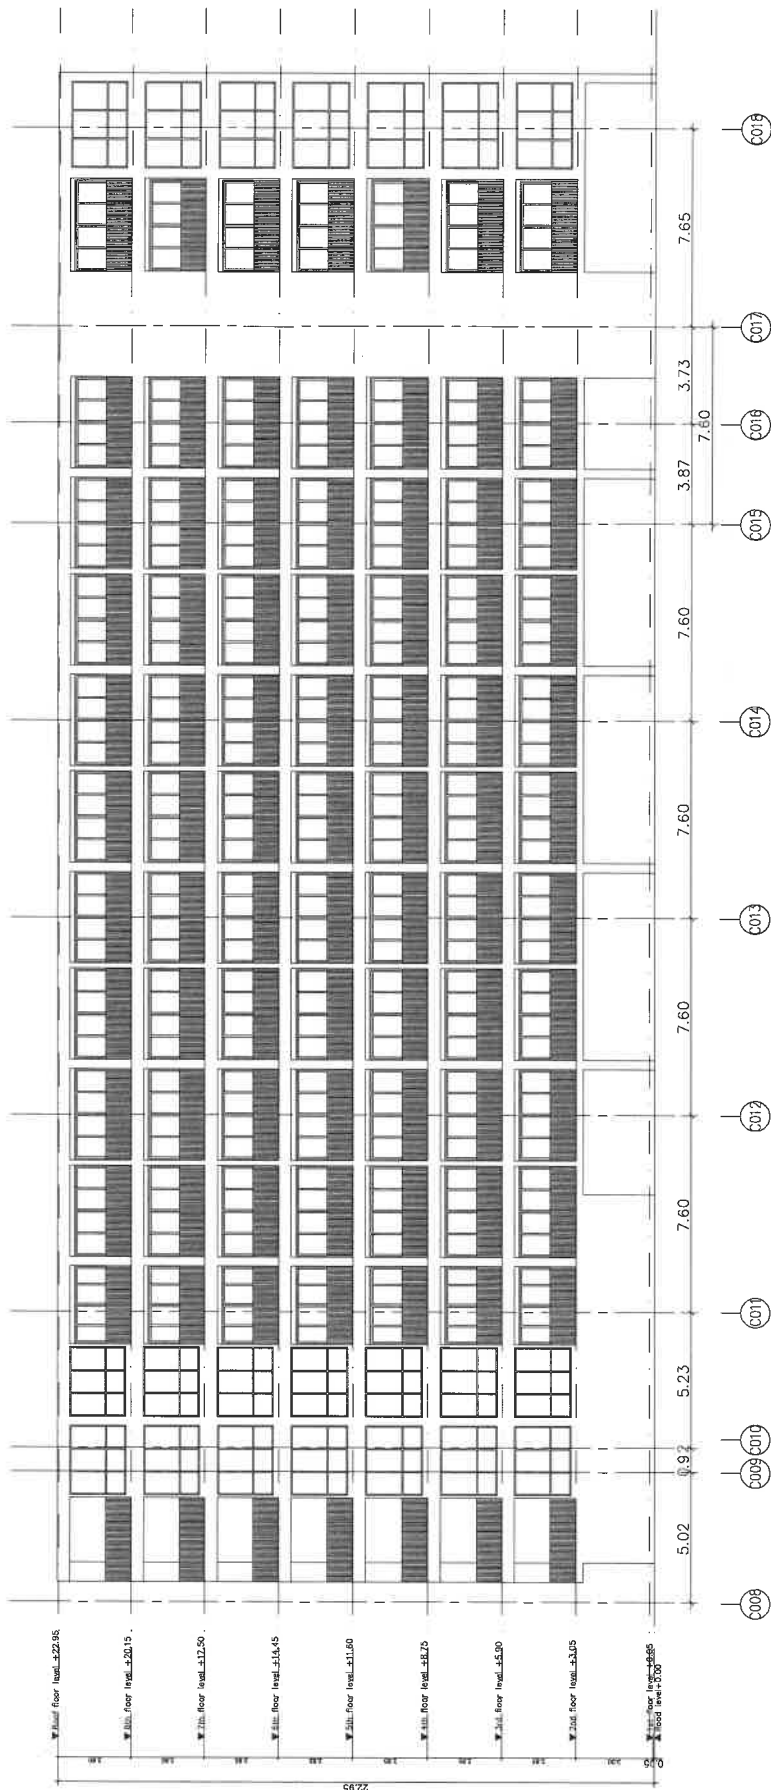 C018
7.65
C017
3.73
C016
7.60
3.87
C015
7.60
C014
7.60
C013
7.60
C012
7.60
C011
5.23
C010
0.92
C009
5.02
C008
▼ Roof floor level +22.95
▼ 8th floor level +20.15
▼ 7th floor level +17.50
▼ 6th floor level +14.45
▼ 5th floor level +11.60
▼ 4th floor level +8.75
▼ 3rd floor level +5.90
▼ 2nd floor level +3.05
▼ 1st floor level +0.05
Road level+0.00
0.05
22.95